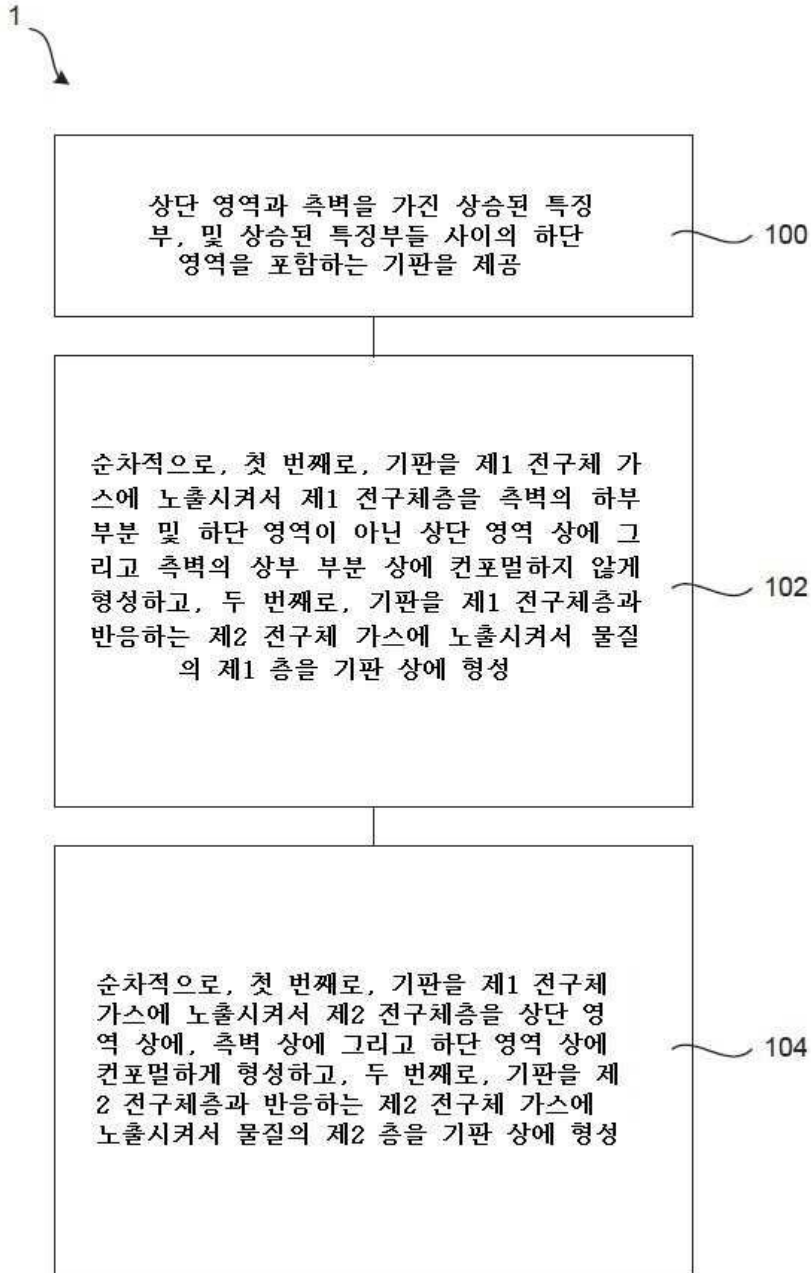 1
상단 영역과 측벽을 가진 상승된 특징
부, 및 상승된 특징부들 사이의 하단
영역을 포함하는 기판을 제공
100
순차적으로, 첫 번째로, 기판을 제1 전구체 가
스에 노출시켜서 제1 전구체층을 측벽의 하부
부분 및 하단 영역이 아닌 상단 영역 상에 그
리고 측벽의 상부 부분 상에 컨포멀하지 않게
형성하고, 두 번째로, 기판을 제1 전구체층과
반응하는 제2 전구체 가스에 노출시켜서 물질
의 제1 층을 기판 상에 형성
102
순차적으로, 첫 번째로, 기판을 제1 전구체
가스에 노출시켜서 제2 전구체층을 상단 영
역 상에, 측벽 상에 그리고 하단 영역 상에
컨포멀하게 형성하고, 두 번째로, 기판을 제
2 전구체층과 반응하는 제2 전구체 가스에
노출시켜서 물질의 제2 층을 기판 상에 형성
104